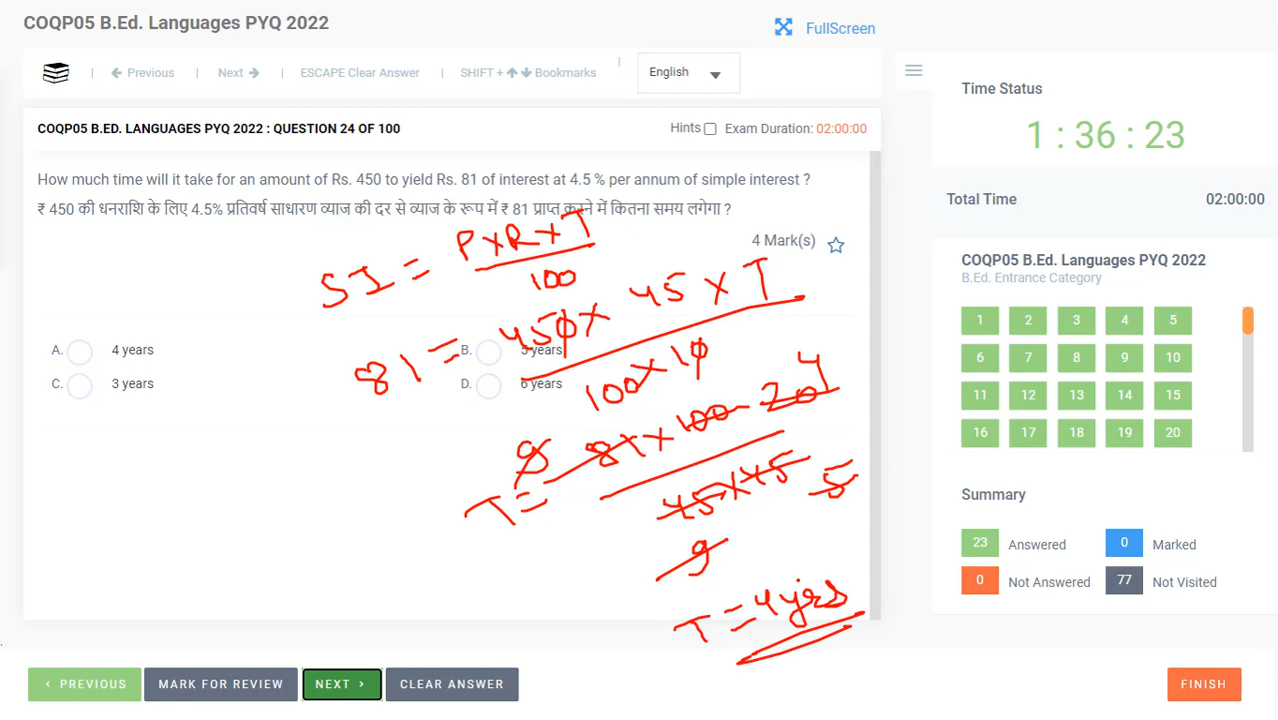 COQP05 B.Ed. Languages PYQ 2022
FullScreen
Previous | Next | ESCAPE Clear Answer | SHIFT + Bookmarks | English
COQP05 B.ED. LANGUAGES PYQ 2022 : QUESTION 24 OF 100
Hints Exam Duration: 02:00:00
How much time will it take for an amount of Rs. 450 to yield Rs. 81 of interest at 4.5 % per annum of simple interest ?
₹ 450 की धनराशि के लिए 4.5% प्रतिवर्ष साधारण व्याज की दर से व्याज के रूप में ₹ 81 प्राप्त करने में कितना समय लगेगा ?
4 Mark(s)
SI = P x R x T
100
81 = 450 x 45 x T
100 x 10
A. 4 years
B. 5 years
C. 3 years
D. 6 years
9 81 x 100 20 4
T =
45 x 45 5
9
T = 4 yrs
PREVIOUS
MARK FOR REVIEW
NEXT
CLEAR ANSWER
Time Status
1 : 36 : 23
Total Time 02:00:00
COQP05 B.Ed. Languages PYQ 2022
B.Ed. Entrance Category
1 2 3 4 5
6 7 8 9 10
11 12 13 14 15
16 17 18 19 20
Summary
23 Answered 0 Marked
0 Not Answered 77 Not Visited
FINISH